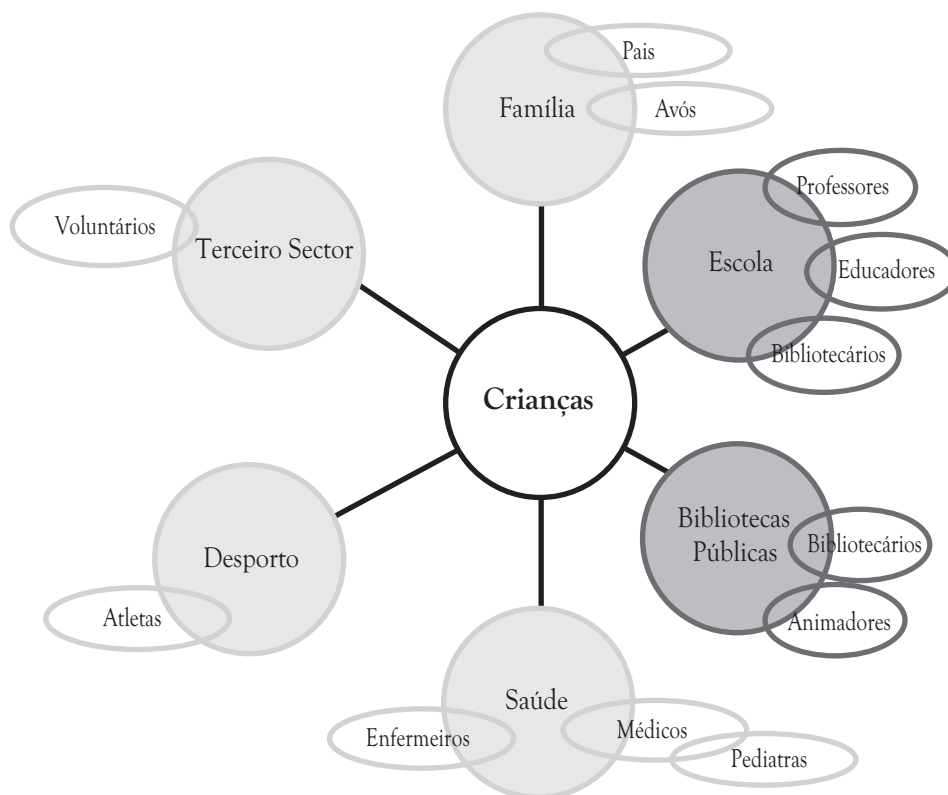 Pais
Família
Avós
Professores
Voluntários
Terceiro Sector
Escola
Educadores
Bibliotecários
Crianças
Bibliotecas
Públicas
Bibliotecários
Desporto
Atletas
Animadores
Saúde
Enfermeiros
Médicos
Pediatras